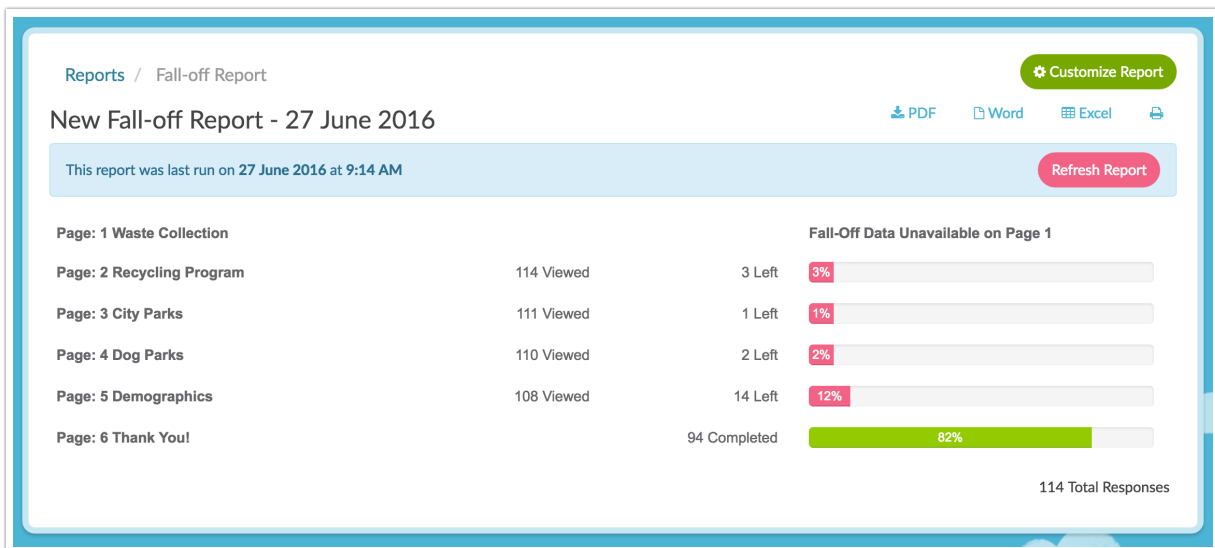 Reports / Fall-off Report
Customize Report
New Fall-off Report - 27 June 2016
PDF Word Excel
This report was last run on 27 June 2016 at 9:14 AM
Refresh Report
Page: 1 Waste Collection Fall-Off Data Unavailable on Page 1
Page: 2 Recycling Program 114 Viewed 3 Left 3%
Page: 3 City Parks 111 Viewed 1 Left 1%
Page: 4 Dog Parks 110 Viewed 2 Left 2%
Page: 5 Demographics 108 Viewed 14 Left 12%
Page: 6 Thank You! 94 Completed 82%
114 Total Responses